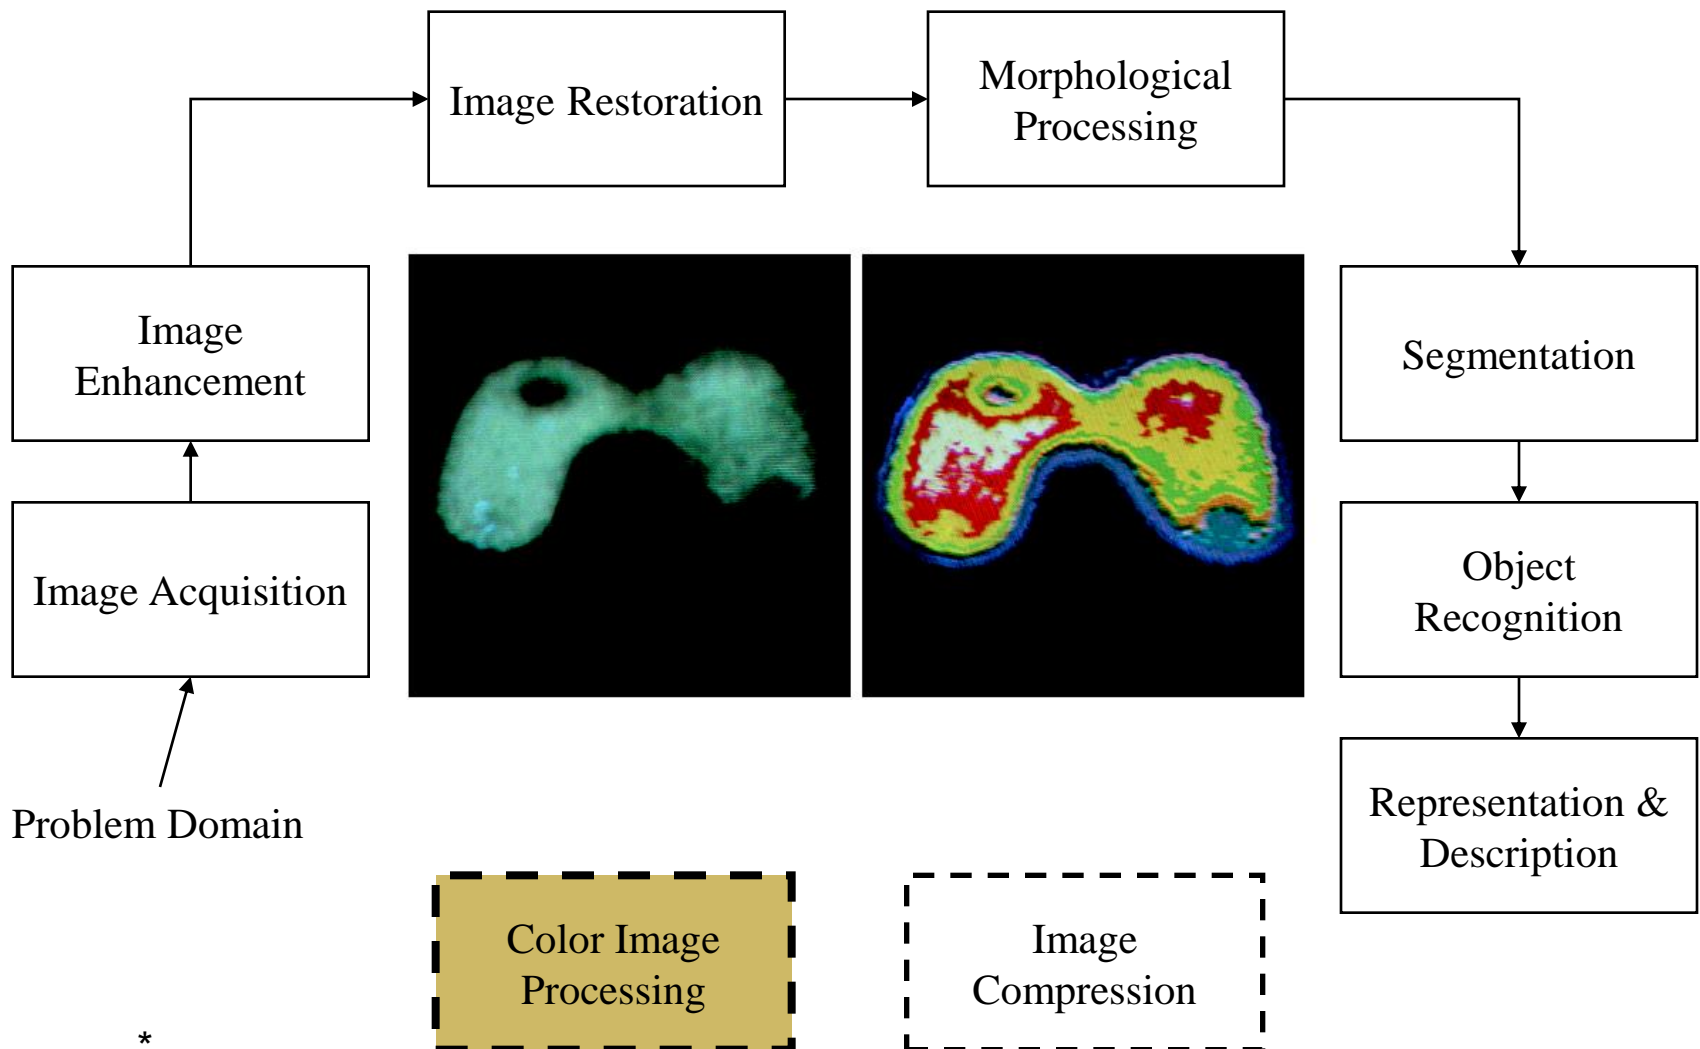 Image Restoration
Morphological
Processing
Image
Enhancement
Segmentation
Image Acquisition
Object
Recognition
Problem Domain
Representation &
Description
Color Image
Processing
Image
Compression
*